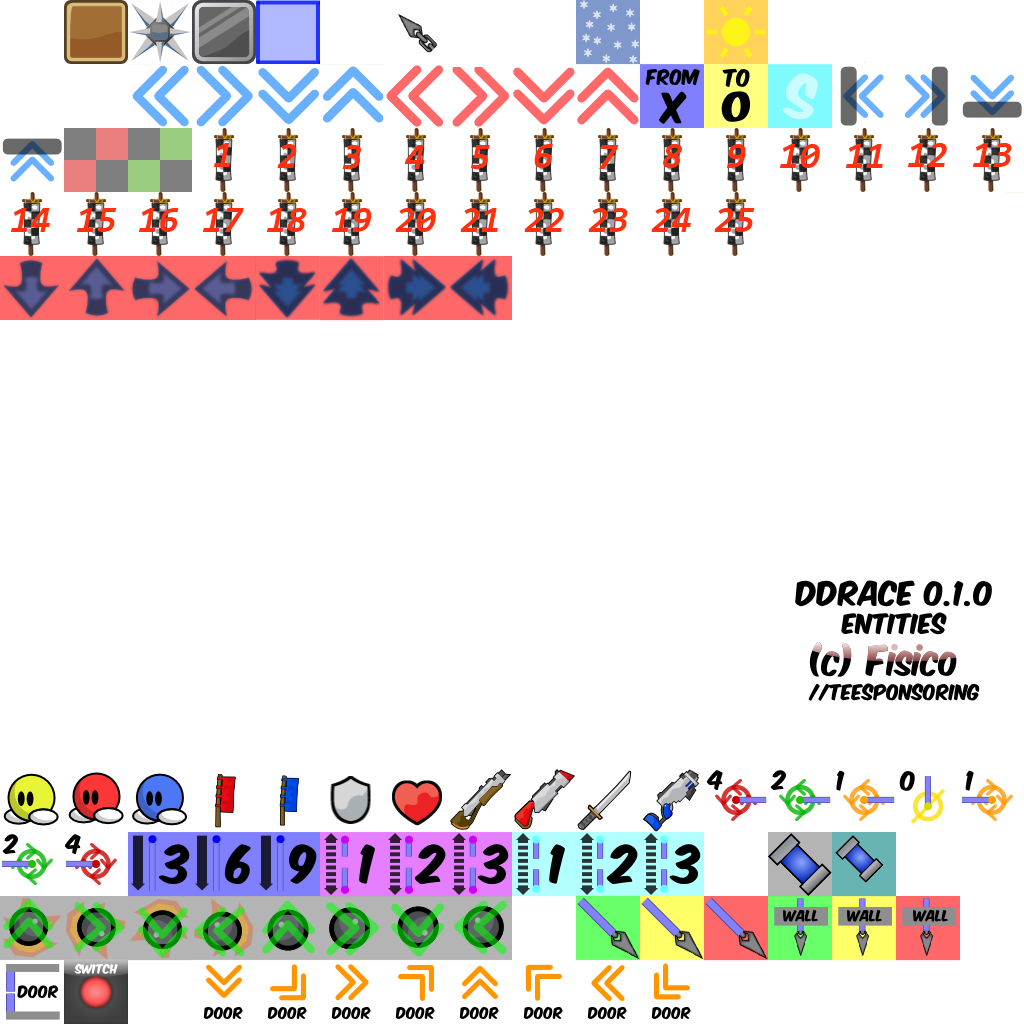 FROM TO
X O S
1 2 3 4 5 6 7 8 9 10 11 12 13
14 15 16 17 18 19 20 21 22 23 24 25
DDRACE 0.1.0
ENTITIES
(c) Fisico
//TEESPONSORING
4 2 1 0 1
2 4 3 6 9 1 2 3 1 2 3
WALL WALL WALL
SWITCH
DOOR
DOOR DOOR DOOR DOOR DOOR DOOR DOOR DOOR